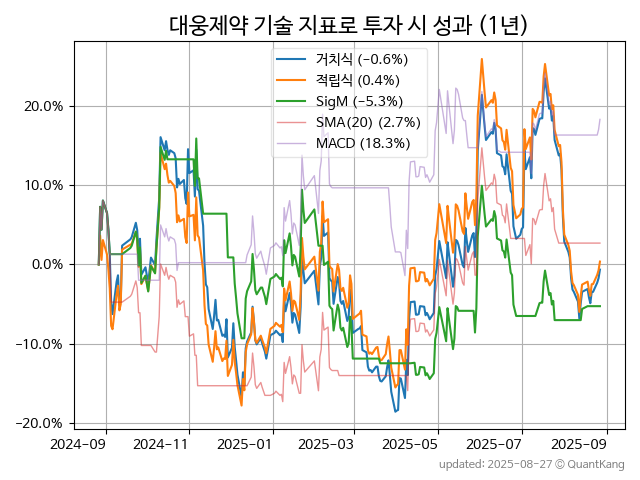 대웅제약 기술 지표로 투자 시 성과 (1년)
거치식 (−0.6%)
적립식 (0.4%)
SigM (−5.3%)
SMA(20) (2.7%)
MACD (18.3%)
20.0%
10.0%
0.0%
−10.0%
−20.0%
2024-09 2024-11 2025-01 2025-03 2025-05 2025-07 2025-09
updated: 2025-08-27 © QuantKang